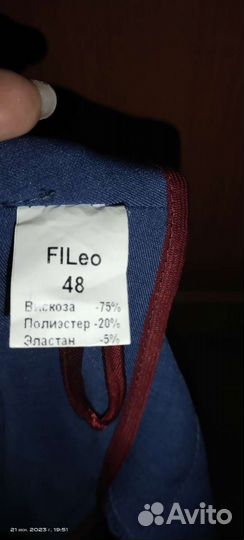 FILeo
48
Вискоза -75%
Полиэстер -20%
Эластан -5%
21 янв. 2023 г., 19:51
Avito